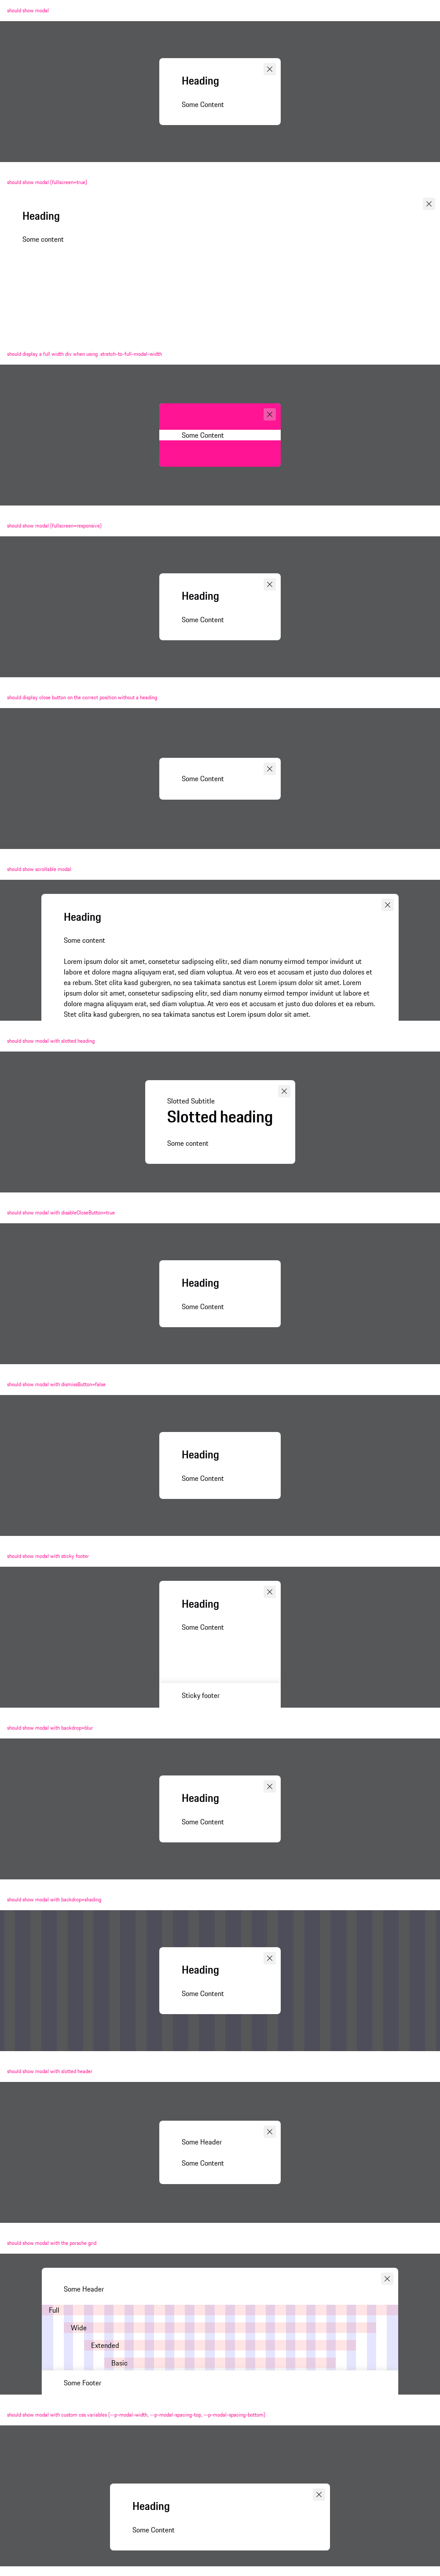 should show modal
Heading
Some Content
should show modal [fullscreen=true]
Heading
Some content
should display a full width div when using .stretch-to-full-modal-width
Some Content
should show modal [fullscreen=responsive]
Heading
Some Content
should display close button on the correct position without a heading.
Some Content
should show scrollable modal
Heading
Some content
Lorem ipsum dolor sit amet, consetetur sadipscing elitr, sed diam nonumy eirmod tempor invidunt ut
labore et dolore magna aliquyam erat, sed diam voluptua. At vero eos et accusam et justo duo dolores et
ea rebum. Stet clita kasd gubergren, no sea takimata sanctus est Lorem ipsum dolor sit amet. Lorem
ipsum dolor sit amet, consetetur sadipscing elitr, sed diam nonumy eirmod tempor invidunt ut labore et
dolore magna aliquyam erat, sed diam voluptua. At vero eos et accusam et justo duo dolores et ea rebum.
Stet clita kasd gubergren, no sea takimata sanctus est Lorem ipsum dolor sit amet.
should show modal with slotted heading
Slotted Subtitle
Slotted heading
Some content
should show modal with disableCloseButton=true
Heading
Some Content
should show modal with dismissButton=false
Heading
Some Content
should show modal with sticky footer
Heading
Some Content
Sticky footer
should show modal with backdrop=blur
Heading
Some Content
should show modal with backdrop=shading
Heading
Some Content
should show modal with slotted header
Some Header
Some Content
should show modal with the porsche grid
Some Header
Full
Wide
Extended
Basic
Some Footer
should show modal with custom css variables [--p-modal-width, --p-modal-spacing-top, --p-modal-spacing-bottom]
Heading
Some Content